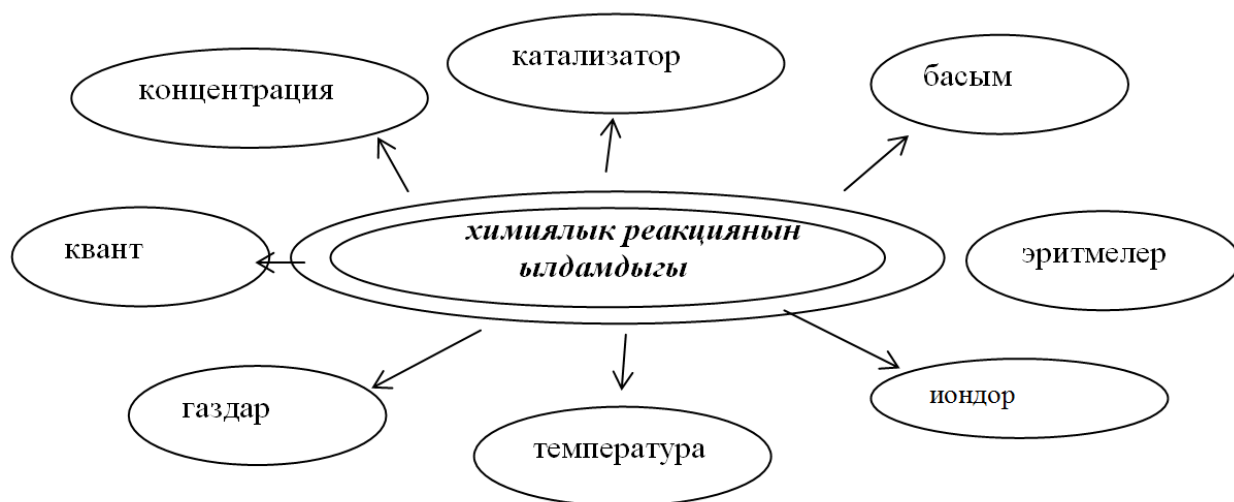 концентрация
катализатор
басым
химиялык реакциянын
ылдамдыгы
квант
эритмелер
газдар
температура
иондор